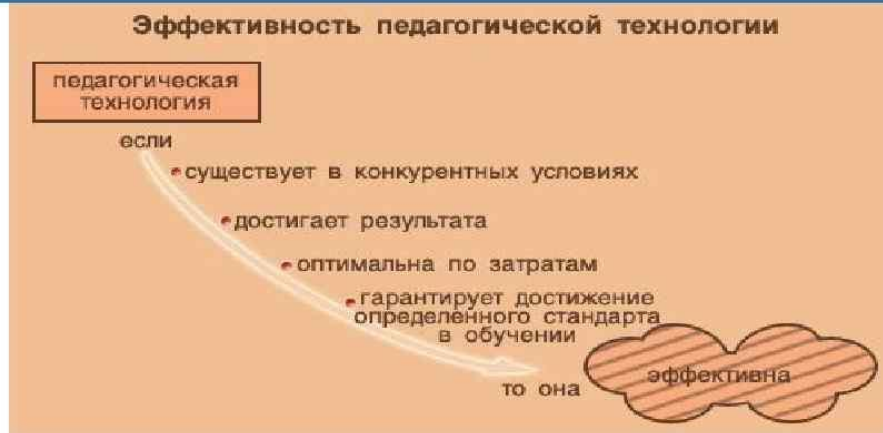 Эффективность педагогической технологии
педагогическая
технология
если
существует в конкурентных условиях
достигает результата
оптимальна по затратам
гарантирует достижение
определенного стандарта
в обучении
то она
эффективна